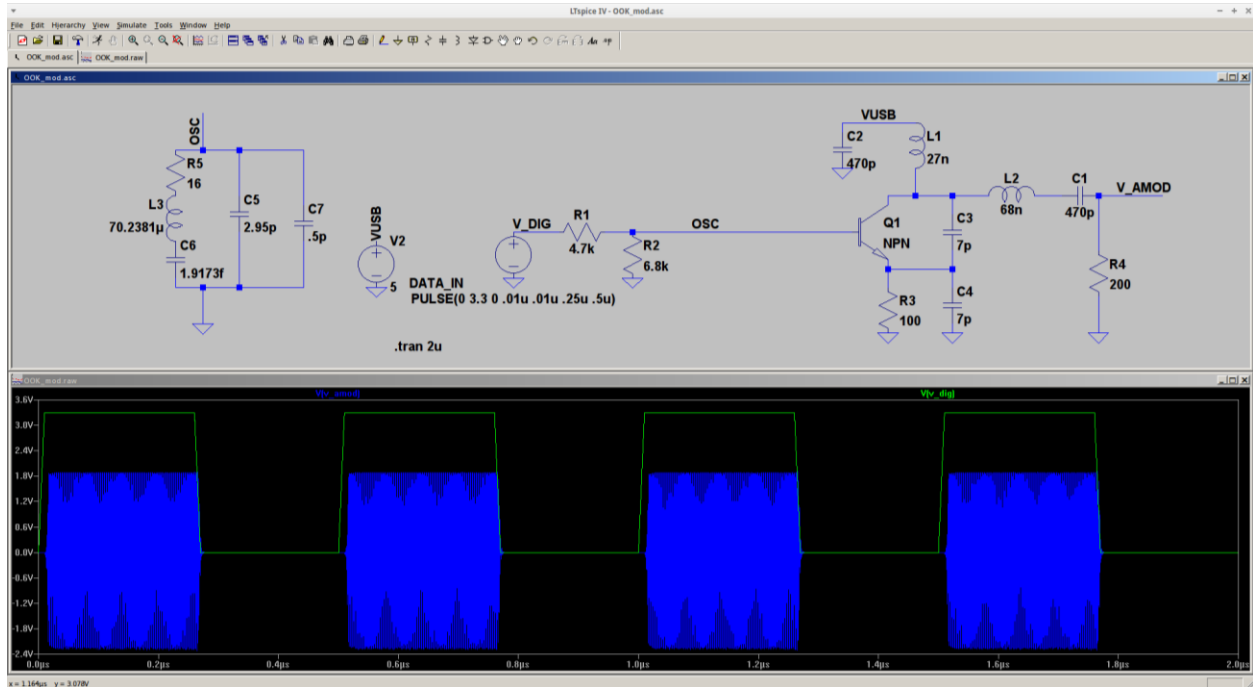 LTspice IV - OOK_mod.asc
File Edit Hierarchy View Simulate Tools Window Help
OOK_mod.asc OOK_mod.raw
OOK_mod.asc
OSC
R5
16
L3
70.2381µ
C6
1.9173f
C5
2.95p
C7
.5p
VUSB
V2
5
V_DIG
R1
4.7k
R2
6.8k
OSC
DATA_IN
PULSE(0 3.3 0 .01u .01u .25u .5u)
.tran 2u
VUSB
C2
470p
L1
27n
Q1
NPN
C3
7p
R3
100
C4
7p
L2
68n
C1
470p
V_AMOD
R4
200
OOK_mod.raw
V(v_amod) V(v_dig)
3.6V
3.0V
2.4V
1.8V
1.2V
0.6V
0.0V
-0.6V
-1.2V
-1.8V
-2.4V
0.0µs 0.2µs 0.4µs 0.6µs 0.8µs 1.0µs 1.2µs 1.4µs 1.6µs 1.8µs 2.0µs
x = 1.164µs y = 3.078V